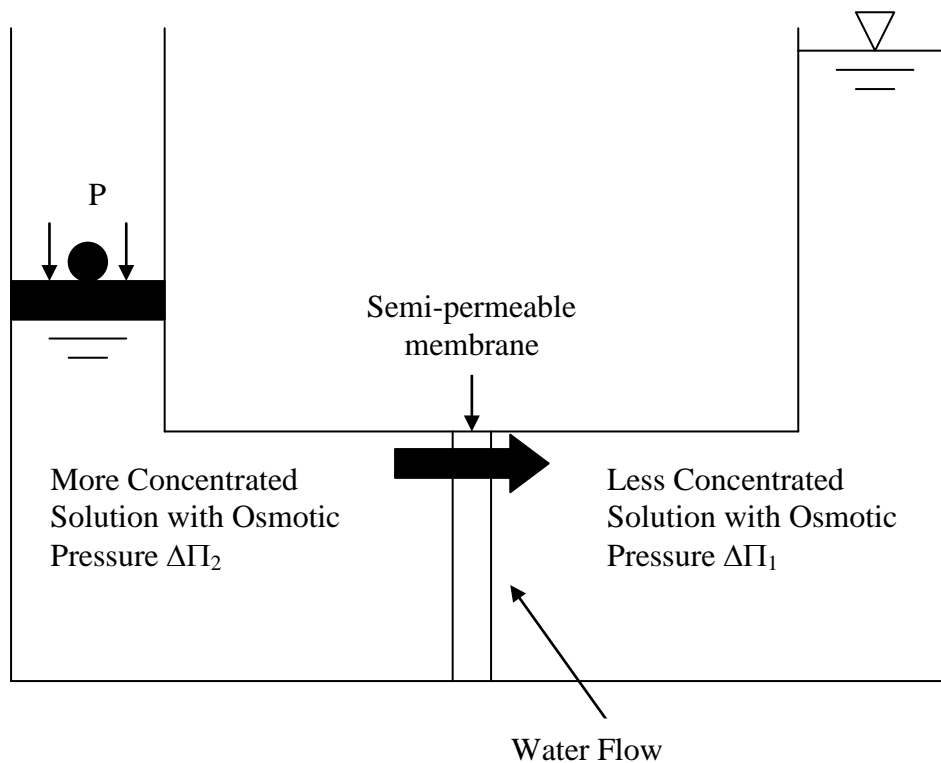 P
Semi-permeable
membrane
More Concentrated
Solution with Osmotic
Pressure ΔΠ₂
Less Concentrated
Solution with Osmotic
Pressure ΔΠ₁
Water Flow